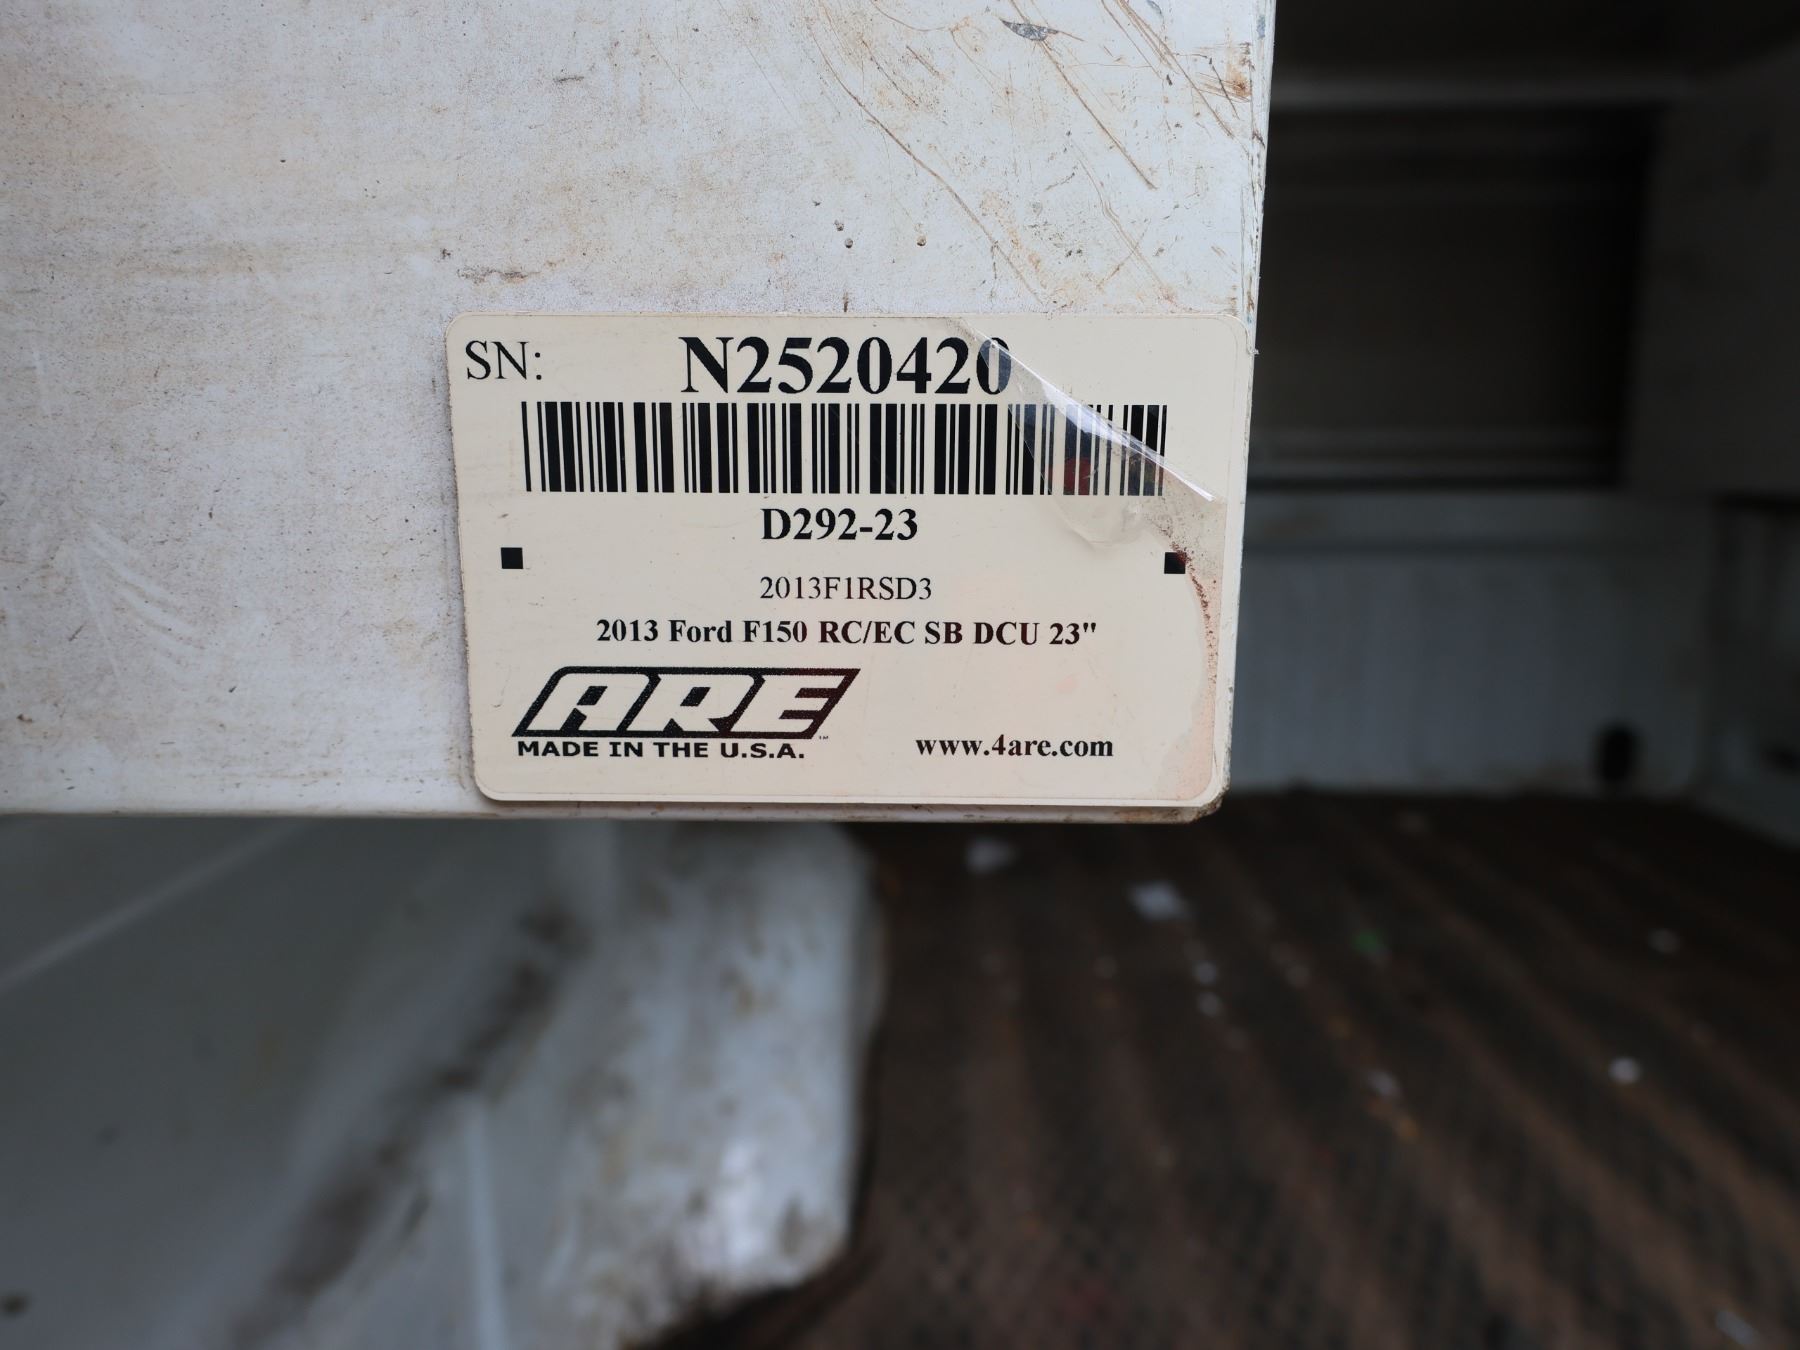 SN: N2520420
D292-23
2013F1RSD3
2013 Ford F150 RC/EC SB DCU 23"
ARE™
MADE IN THE U.S.A.
www.4are.com